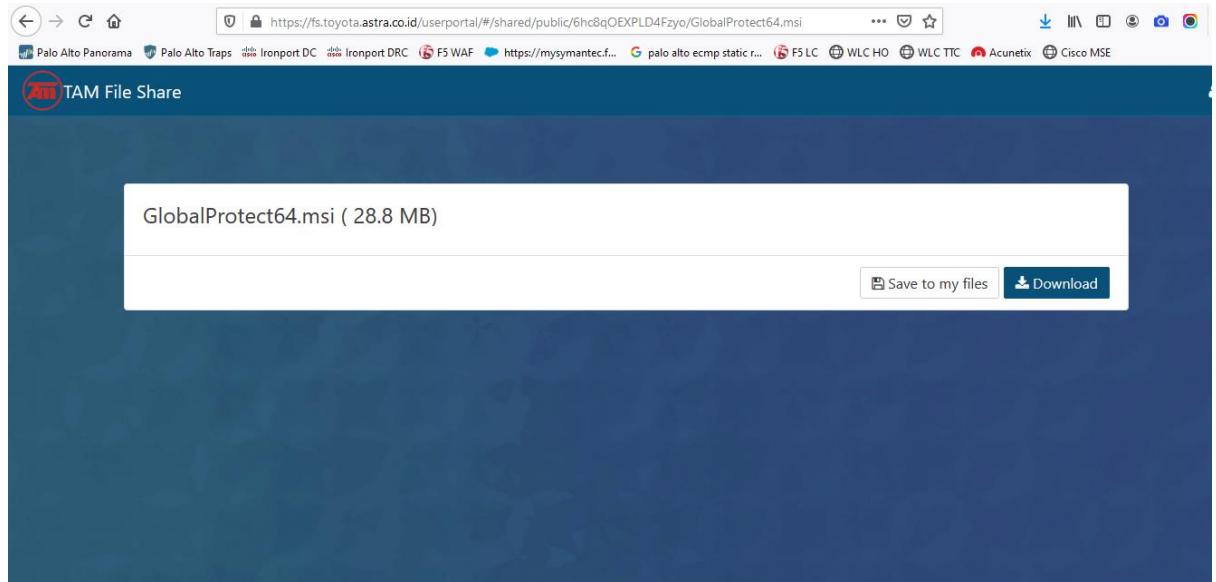 https://fs.toyota.astra.co.id/userportal/#/shared/public/6hc8qOEXPLD4Fzyo/GlobalProtect64.msi
Palo Alto Panorama Palo Alto Traps Ironport DC Ironport DRC F5 WAF https://mysymantec.f... palo alto ecmp static r... F5 LC WLC HO WLC TTC Acunetix Cisco MSE
TAM File Share
GlobalProtect64.msi ( 28.8 MB)
Save to my files Download